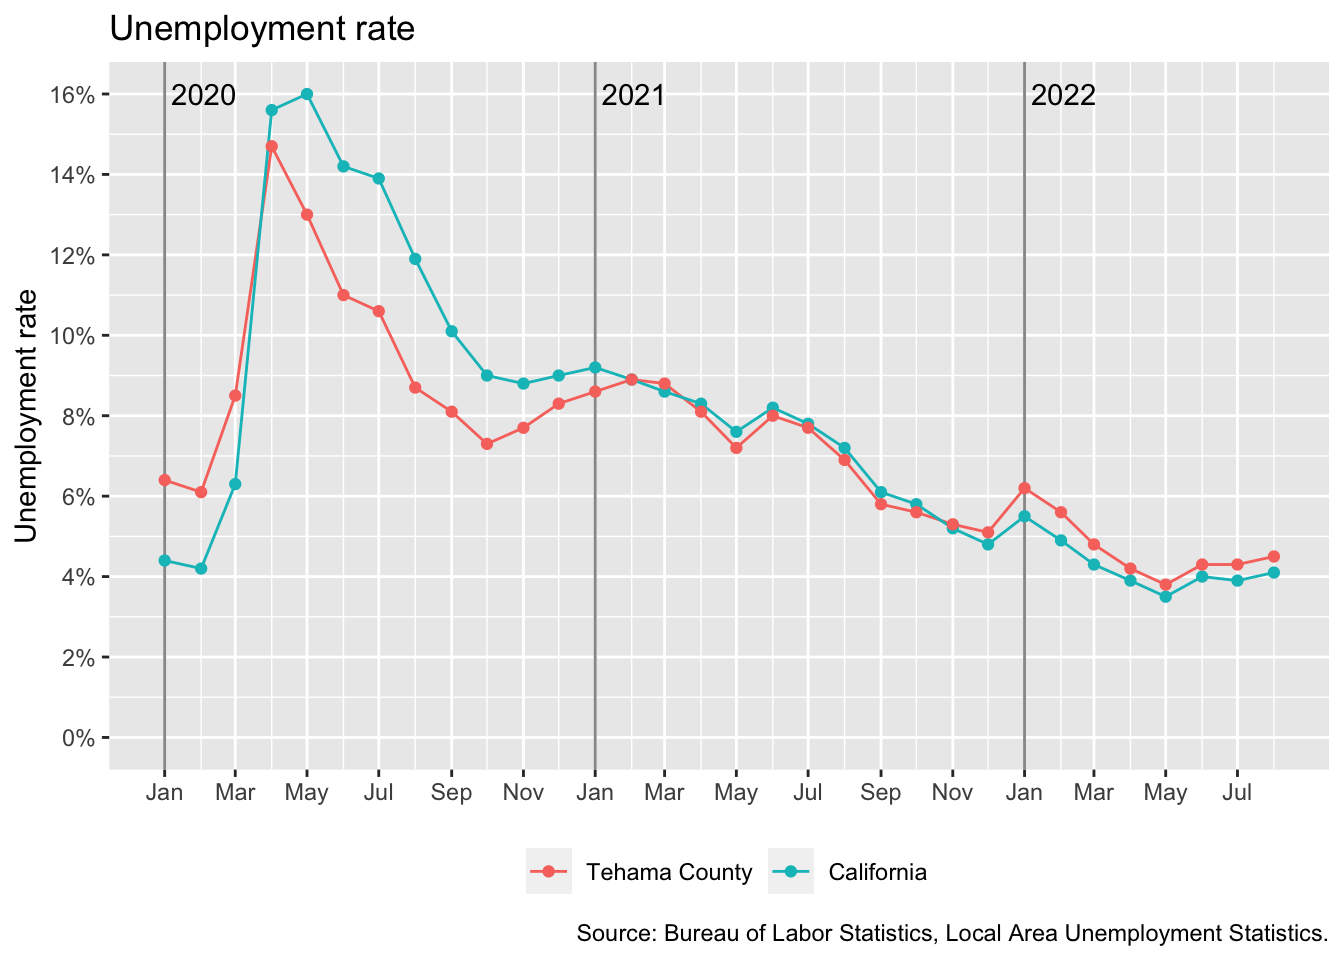 Unemployment rate
2020 2021 2022
16%
14%
12%
10%
8%
6%
4%
2%
0%
Unemployment rate
Jan Mar May Jul Sep Nov Jan Mar May Jul Sep Nov Jan Mar May Jul
Tehama County California
Source: Bureau of Labor Statistics, Local Area Unemployment Statistics.